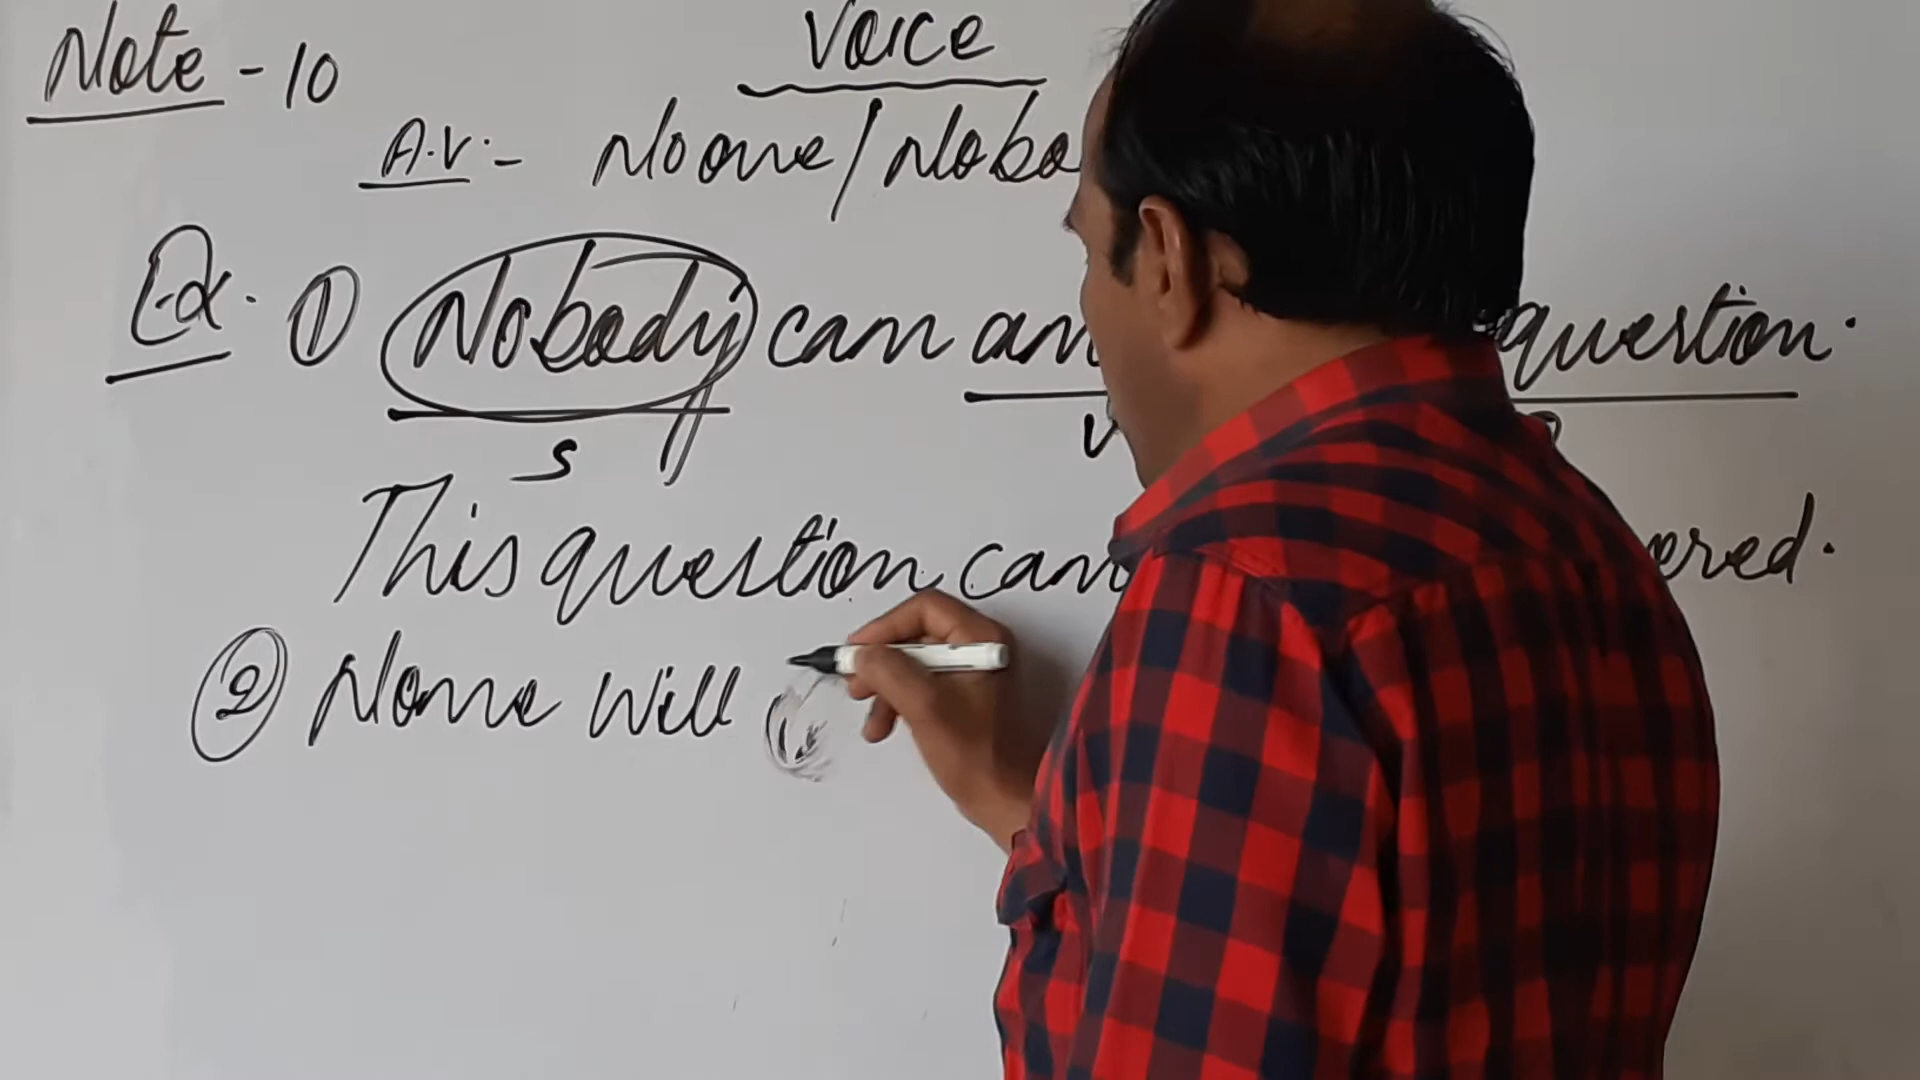 Voice
Note - 10
A.V. - No one / Nobo
Ex. ① Nobody can an question.
S V
This question can ered.
② None will